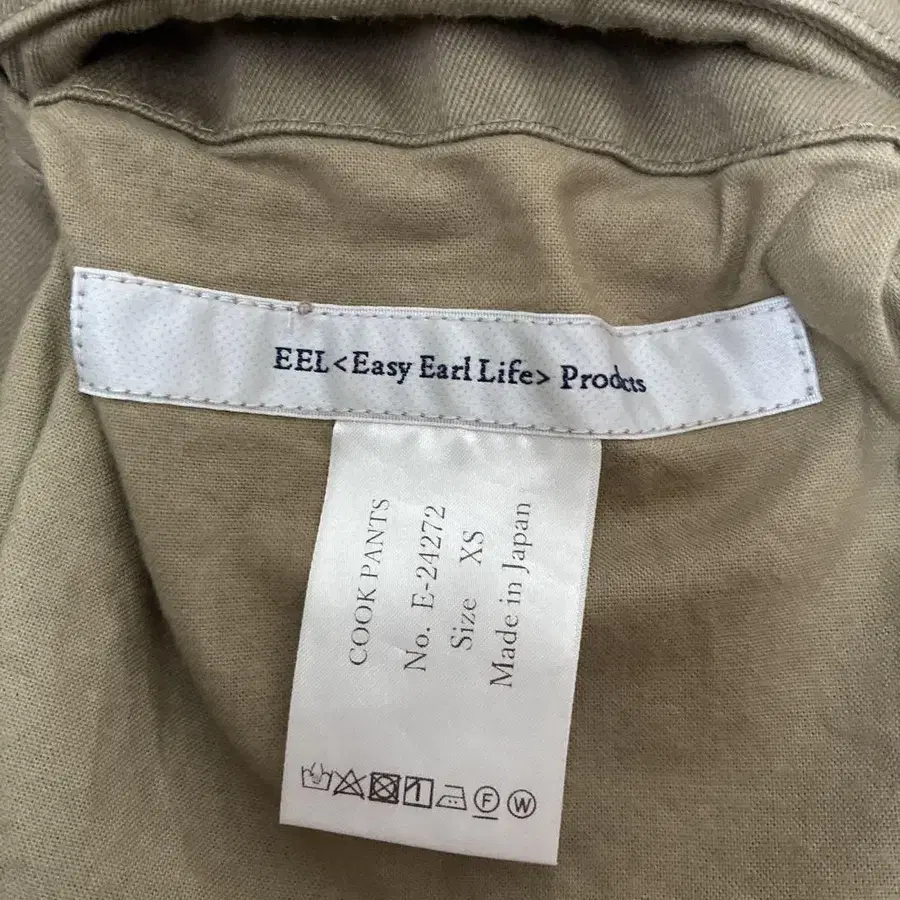 EEL<Easy Earl Life> Products
COOK PANTS
No. E-24272
Size XS
Made in Japan
F W